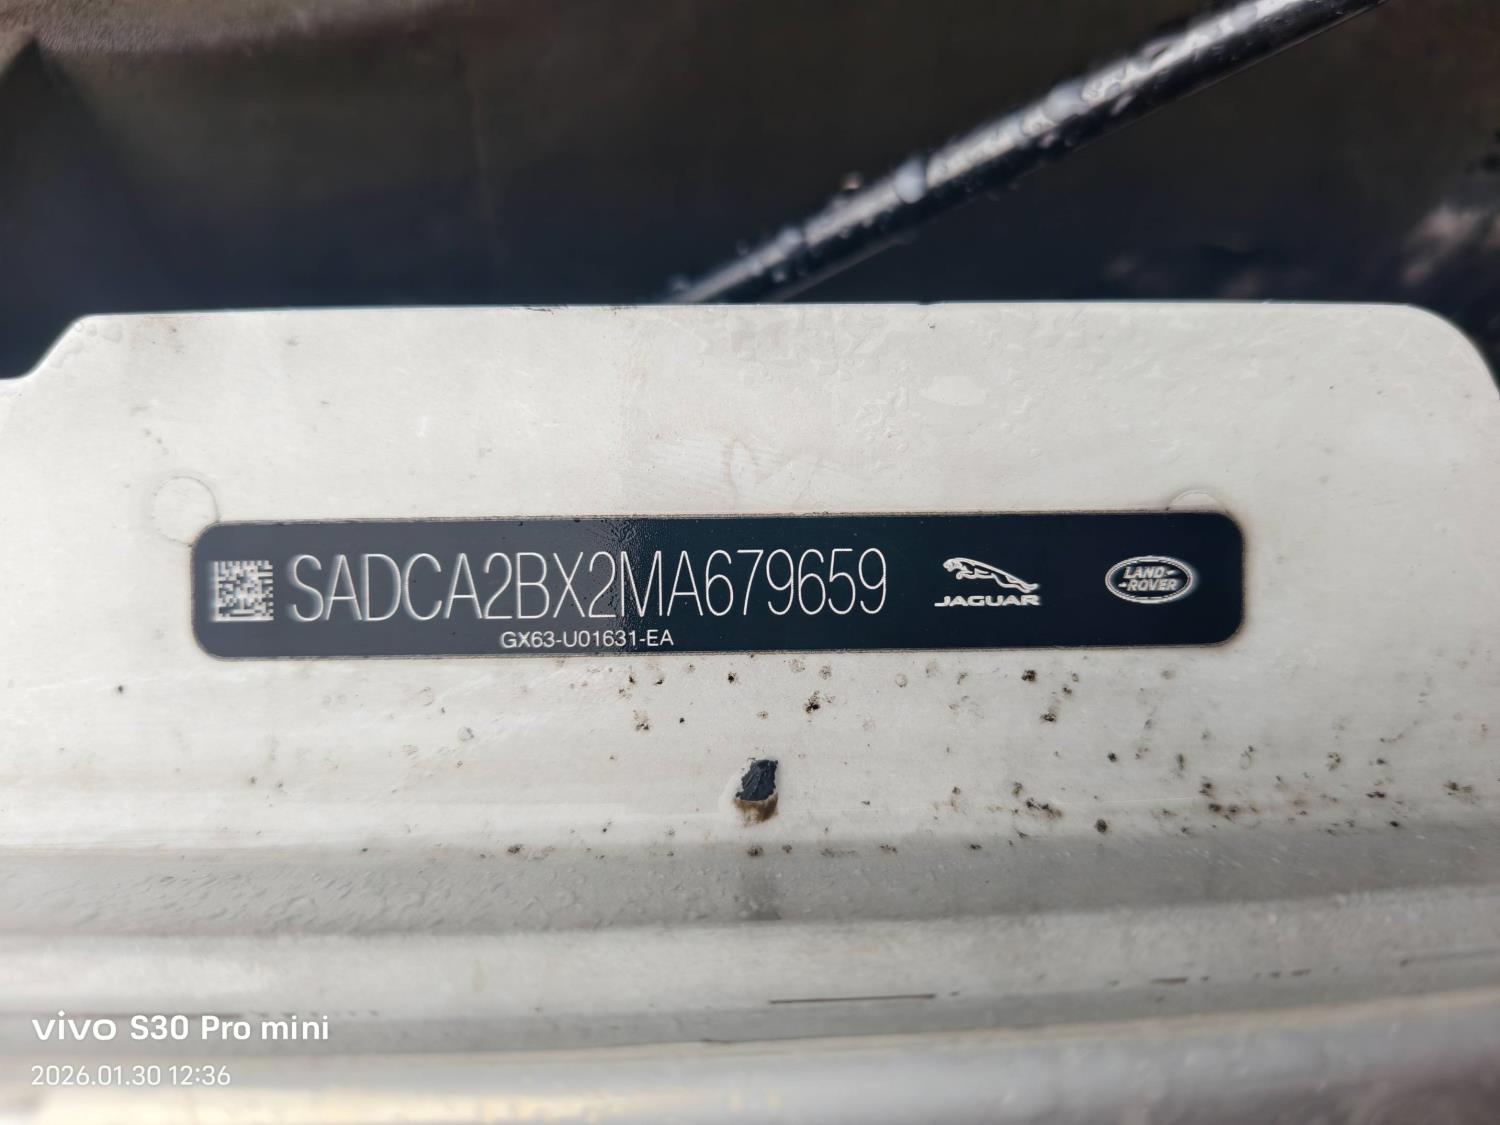 SADCA2BX2MA679659
GX63-U01631-EA
JAGUAR
LAND-
-ROVER
vivo S30 Pro mini
2026.01.30 12:36